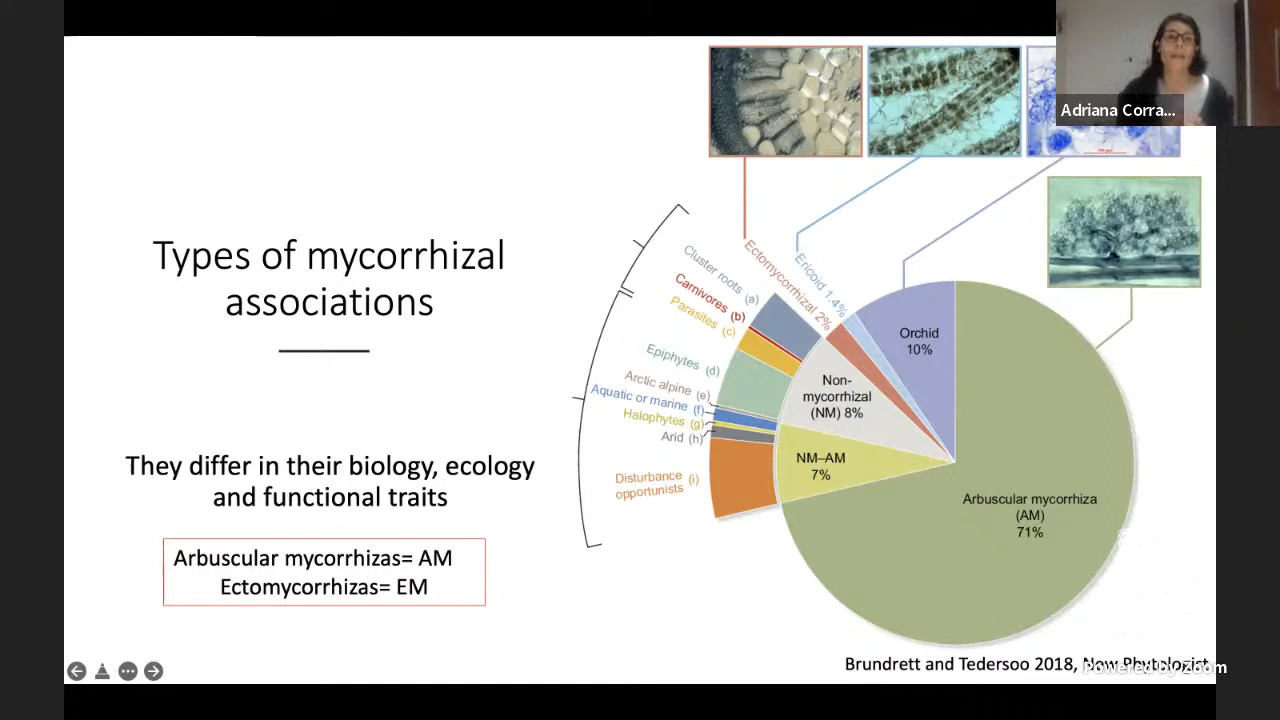 Adriana Corra...
Types of mycorrhizal
associations
They differ in their biology, ecology
and functional traits
Arbuscular mycorrhizas= AM
Ectomycorrhizas= EM
Cluster roots (a)
Carnivores (b)
Parasites (c)
Epiphytes (d)
Arctic alpine (e)
Aquatic or marine (f)
Halophytes (g)
Arid (h)
Disturbance (i)
opportunists
Ectomycorrhizal 2%
Ericoid 1.4%
Orchid
10%
Non-
mycorrhizal
(NM) 8%
NM–AM
7%
Arbuscular mycorrhiza
(AM)
71%
Brundrett and Tedersoo 2018, New Phytologist
Powered by Zoom